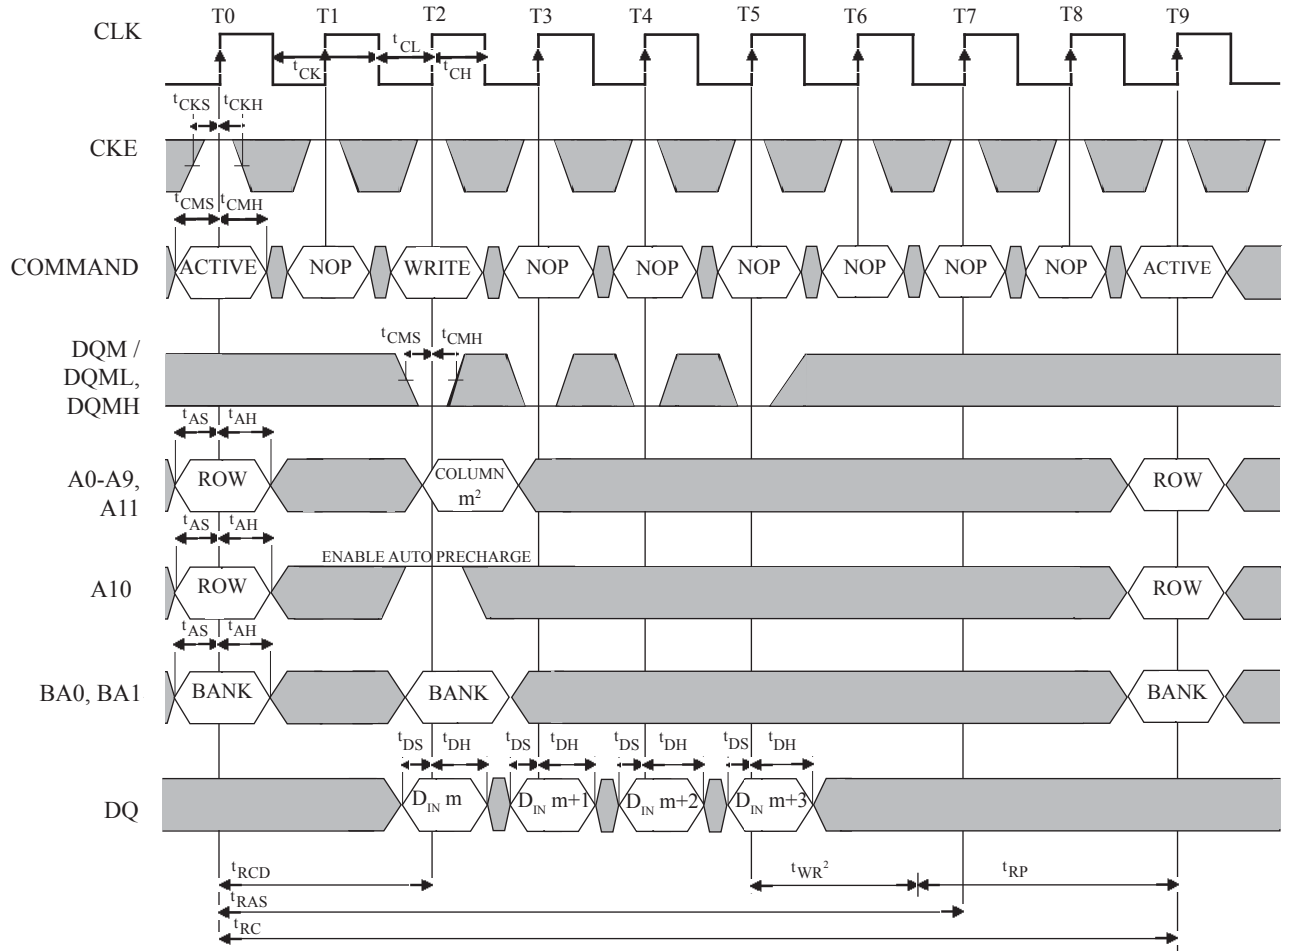 T0 T1 T2 T3 T4 T5 T6 T7 T8 T9
CLK
tCL
tCK tCH
tCKS tCKH
CKE
tCMS tCMH
COMMAND ACTIVE NOP WRITE NOP NOP NOP NOP NOP NOP ACTIVE
tCMS tCMH
DQM /
DQML,
DQMH
tAS tAH
A0-A9,
A11
ROW COLUMN
m²
ROW
tAS tAH
ENABLE AUTO PRECHARGE
A10 ROW ROW
tAS tAH
BA0, BA1 BANK BANK BANK
tDS tDH tDS tDH tDS tDH tDS tDH
DQ DIN m DIN m+1 DIN m+2 DIN m+3
tRCD tWR² tRP
tRAS
tRC